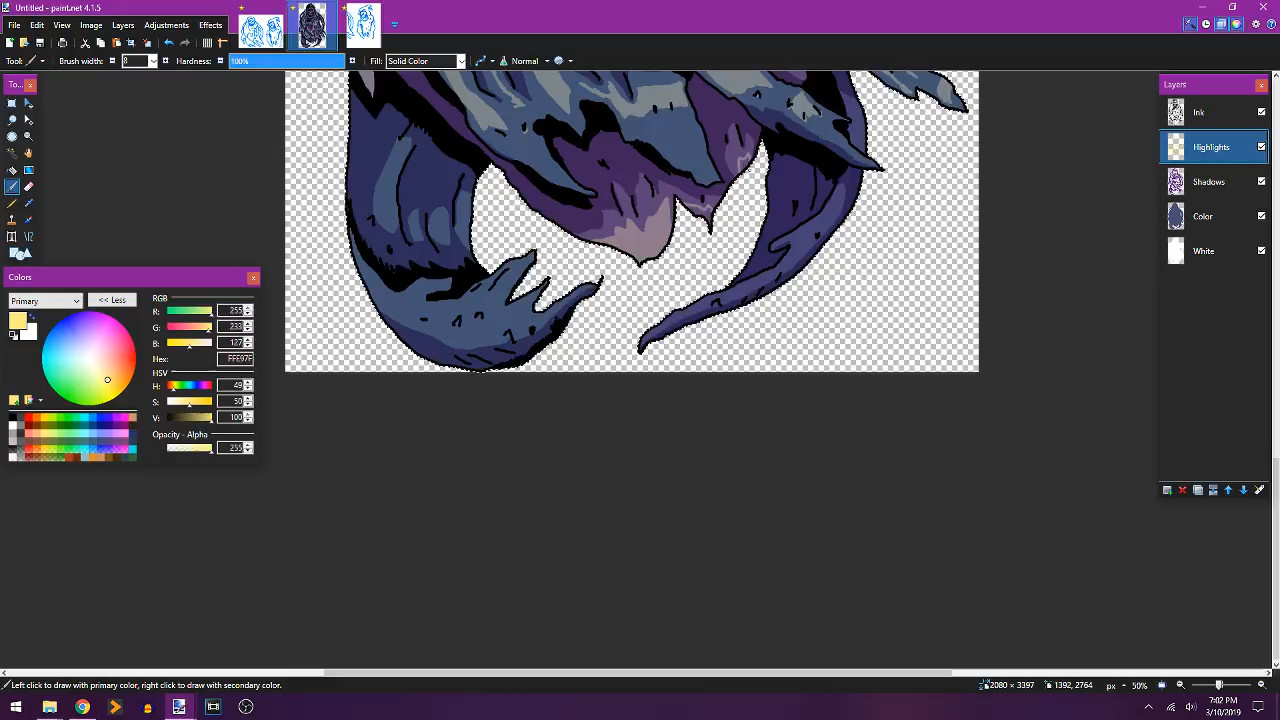 Untitled - paint.net 4.1.5
File Edit View Image Layers Adjustments Effects
Tool: Brush width: 8 Hardness: 100% Fill: Solid Color Normal
To...
Layers
Ink
Highlights
Shadows
Color
White
Colors
Primary << Less RGB
R: 255
G: 233
B: 127
Hex: FFE97F
HSV
H: 49
S: 50
V: 100
Opacity - Alpha
255
Left click to draw with primary color, right click to draw with secondary color. 2080 x 3397 1392, 2764 px 50%
7:02 PM
3/10/2019